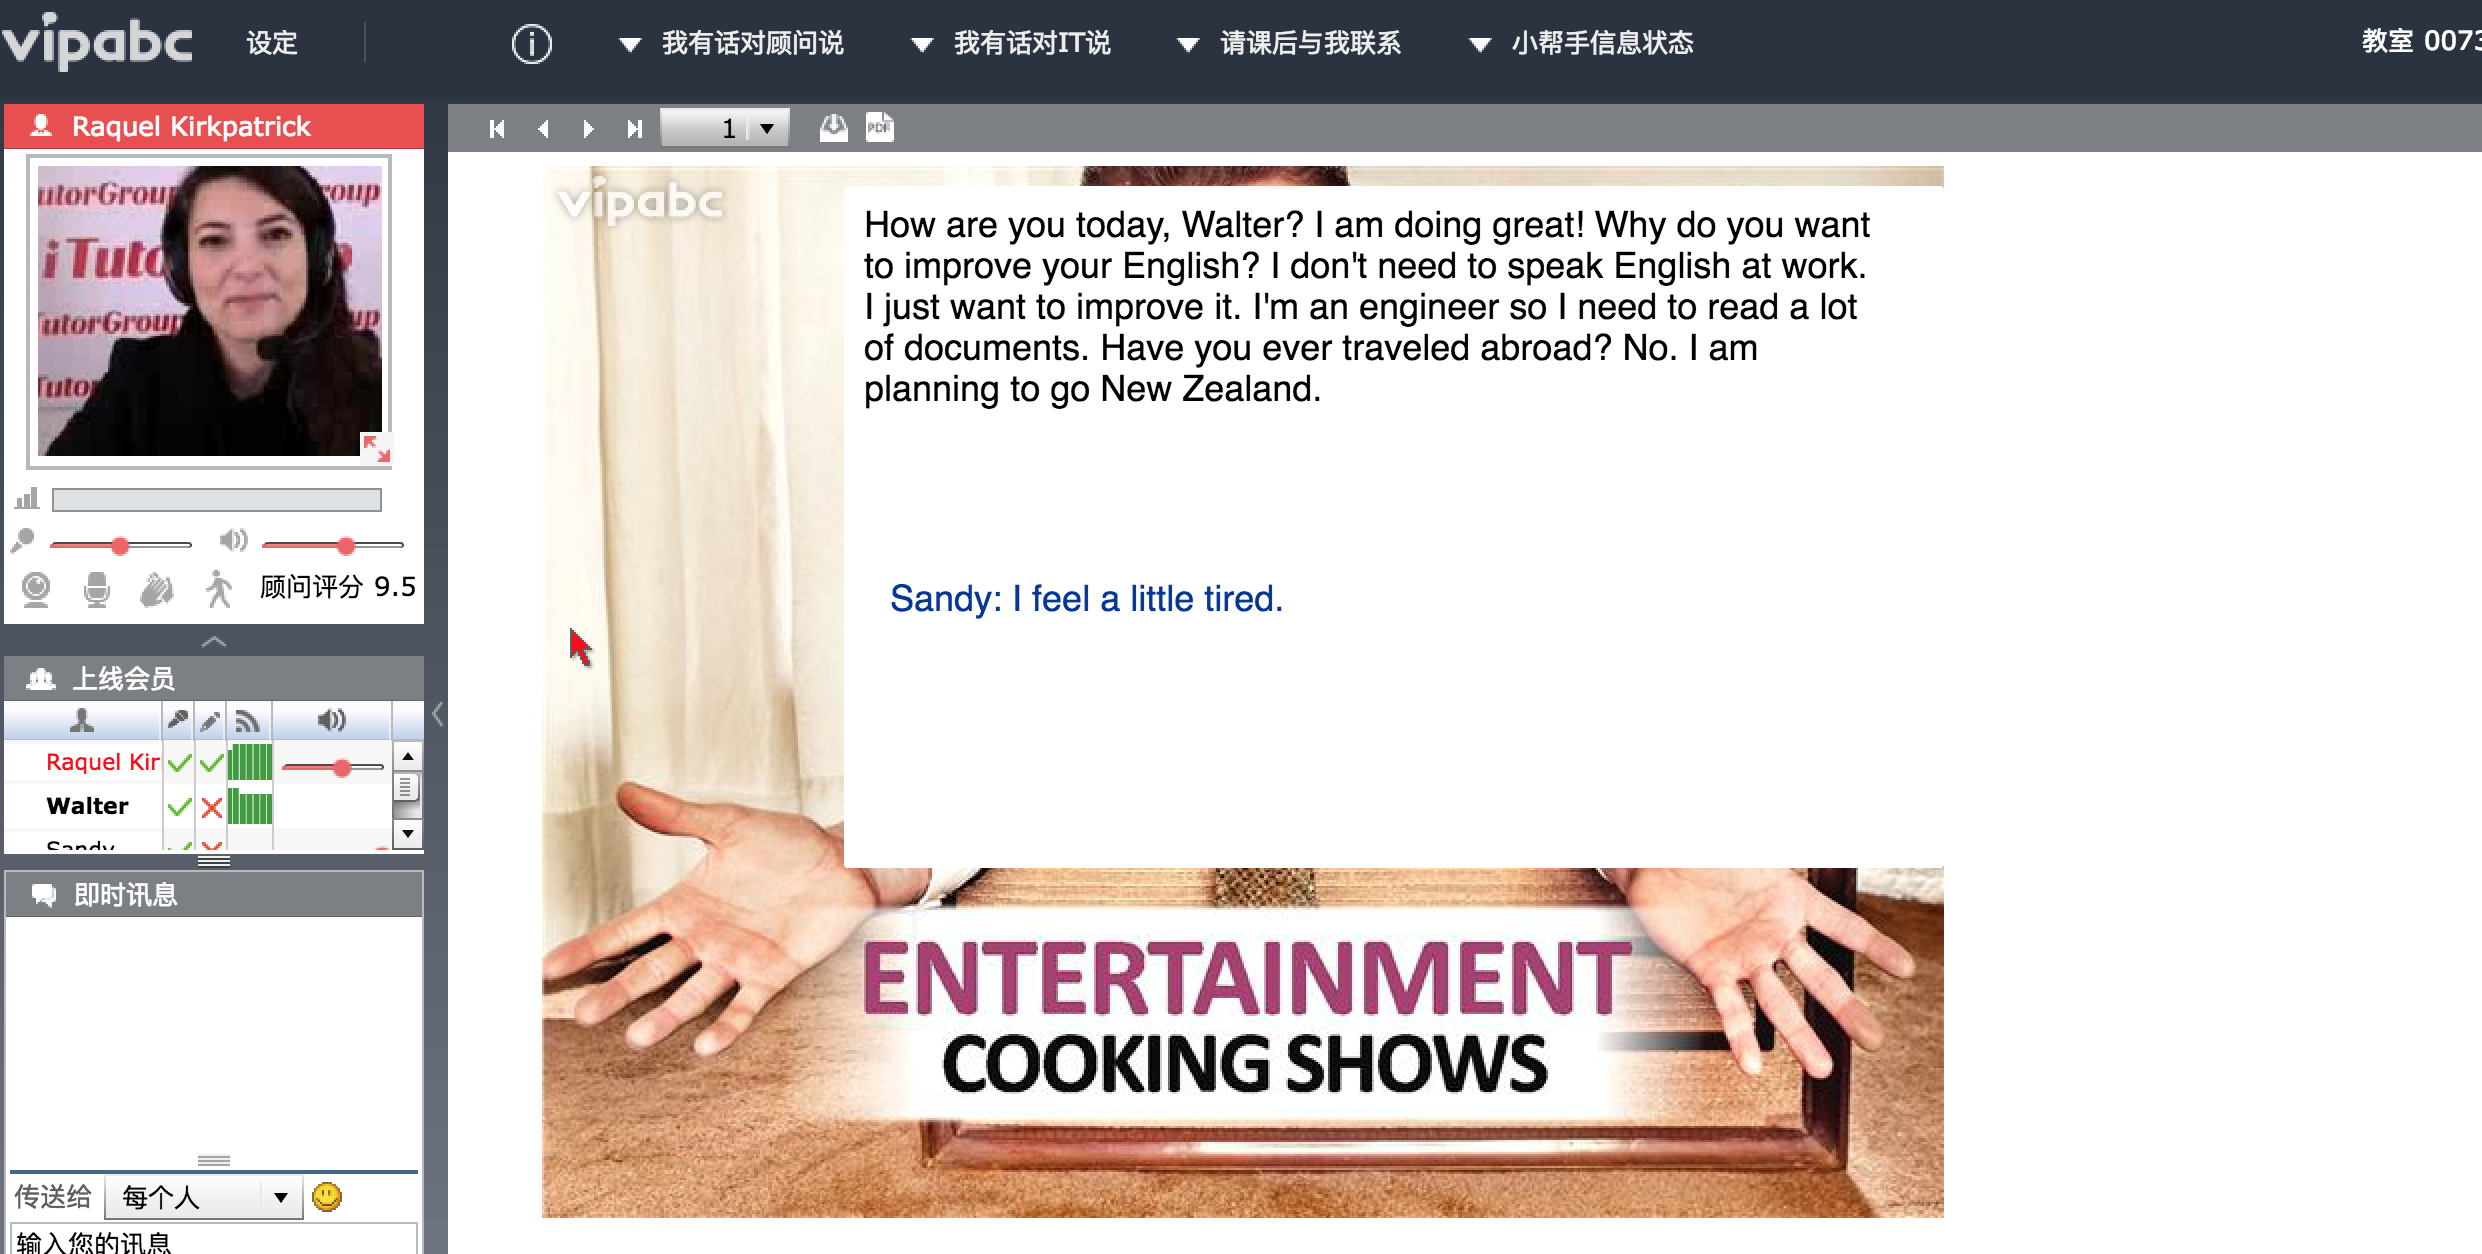 vipabc
设定
我有话对顾问说
我有话对IT说
请课后与我联系
小帮手信息状态
教室 0073
Raquel Kirkpatrick
1
PDF
utorGroup
roup
iTuto
utorGroup
up
Tutor
vipabc
How are you today, Walter? I am doing great! Why do you want
to improve your English? I don't need to speak English at work.
I just want to improve it. I'm an engineer so I need to read a lot
of documents. Have you ever traveled abroad? No. I am
planning to go New Zealand.
Sandy: I feel a little tired.
顾问评分 9.5
上线会员
Raquel Kir
Walter
Sandy
即时讯息
传送给
每个人
输入您的讯息
ENTERTAINMENT
COOKING SHOWS